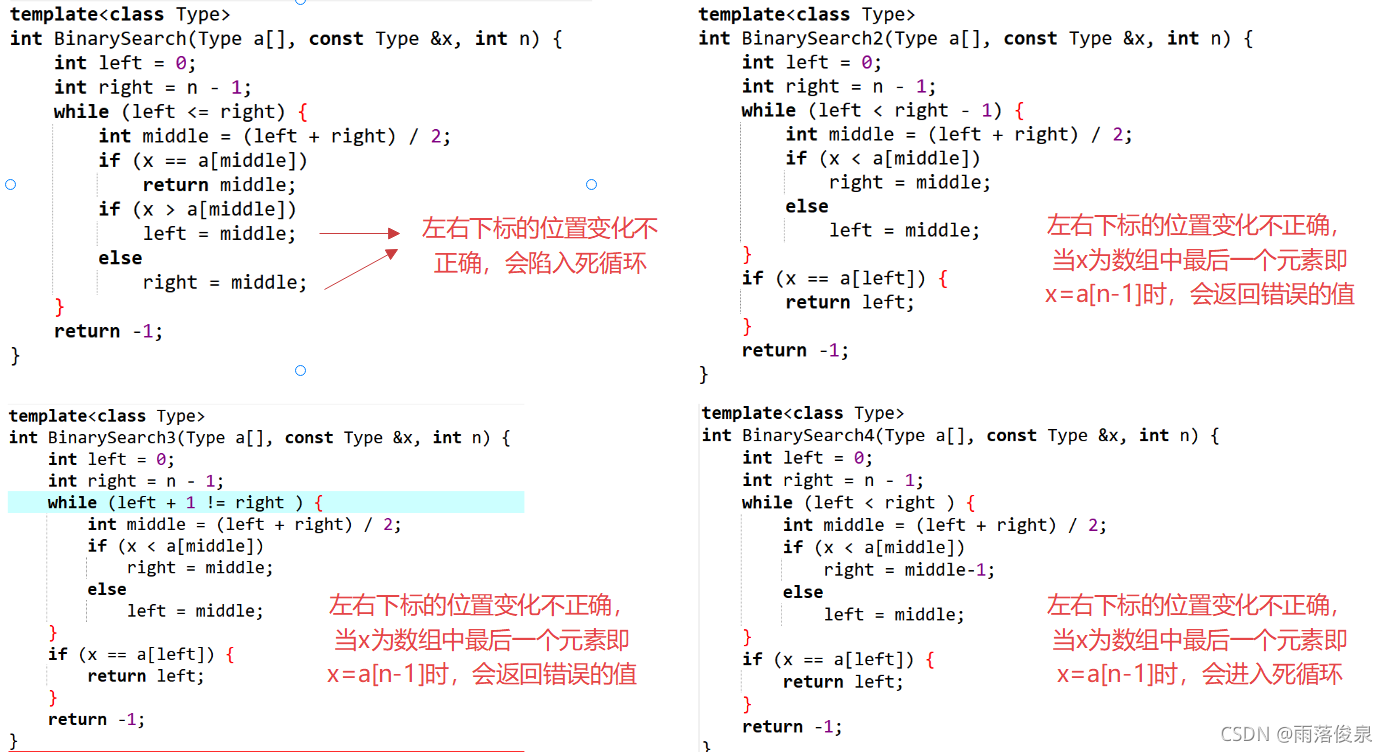 template<class Type>
int BinarySearch(Type a[], const Type &x, int n) {
    int left = 0;
    int right = n - 1;
    while (left <= right) {
        int middle = (left + right) / 2;
        if (x == a[middle])
            return middle;
        if (x > a[middle])
            left = middle;
        else
            right = middle;
    }
    return -1;
}
左右下标的位置变化不
正确，会陷入死循环
template<class Type>
int BinarySearch2(Type a[], const Type &x, int n) {
    int left = 0;
    int right = n - 1;
    while (left < right - 1) {
        int middle = (left + right) / 2;
        if (x < a[middle])
            right = middle;
        else
            left = middle;
    }
    if (x == a[left]) {
        return left;
    }
    return -1;
}
左右下标的位置变化不正确，
当x为数组中最后一个元素即
x=a[n-1]时，会返回错误的值
template<class Type>
int BinarySearch3(Type a[], const Type &x, int n) {
    int left = 0;
    int right = n - 1;
    while (left + 1 != right ) {
        int middle = (left + right) / 2;
        if (x < a[middle])
            right = middle;
        else
            left = middle;
    }
    if (x == a[left]) {
        return left;
    }
    return -1;
}
左右下标的位置变化不正确，
当x为数组中最后一个元素即
x=a[n-1]时，会返回错误的值
template<class Type>
int BinarySearch4(Type a[], const Type &x, int n) {
    int left = 0;
    int right = n - 1;
    while (left < right ) {
        int middle = (left + right) / 2;
        if (x < a[middle])
            right = middle-1;
        else
            left = middle;
    }
    if (x == a[left]) {
        return left;
    }
    return -1;
}
左右下标的位置变化不正确，
当x为数组中最后一个元素即
x=a[n-1]时，会进入死循环
CSDN @雨落俊泉